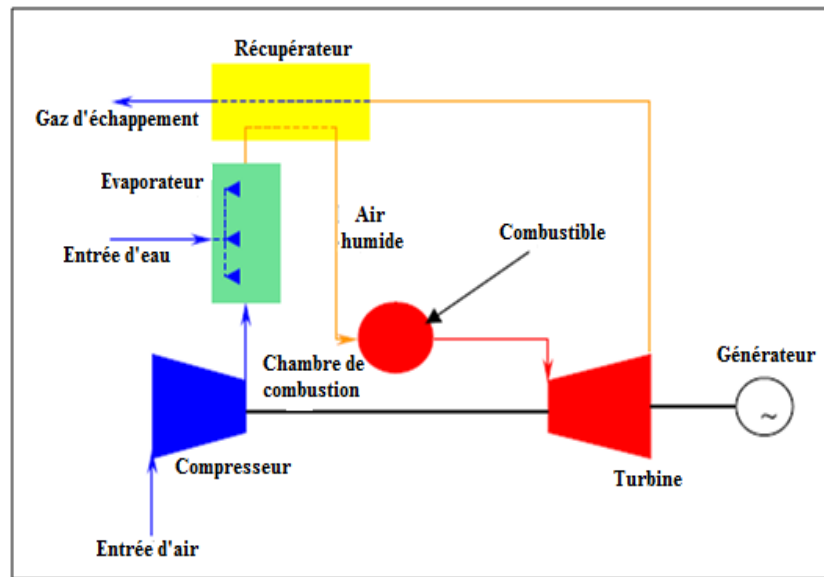 Récupérateur
Gaz d'échappement
Evaporateur
Entrée d'eau
Air
humide
Combustible
Chambre de
combustion
Générateur
~
Compresseur
Turbine
Entrée d'air